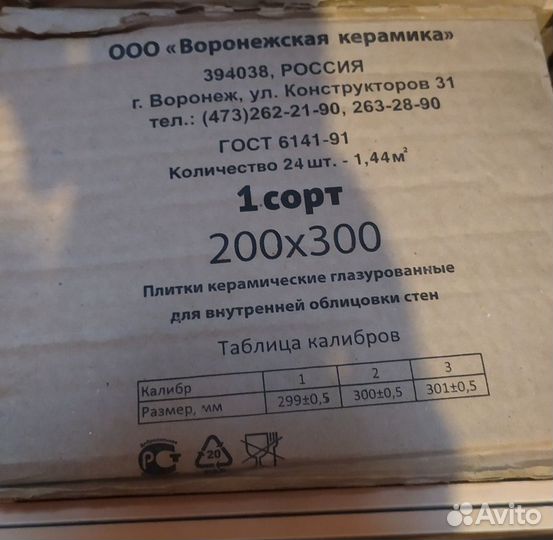 ООО «Воронежская керамика»
394038, РОССИЯ
г. Воронеж, ул. Конструкторов 31
тел.: (473)262-21-90, 263-28-90
ГОСТ 6141-91
Количество 24 шт. - 1,44м²
1 сорт
200х300
Плитки керамические глазурованные
для внутренней облицовки стен
Таблица калибров
Калибр 1 2 3
Размер, мм 299±0,5 300±0,5 301±0,5
20
Avito